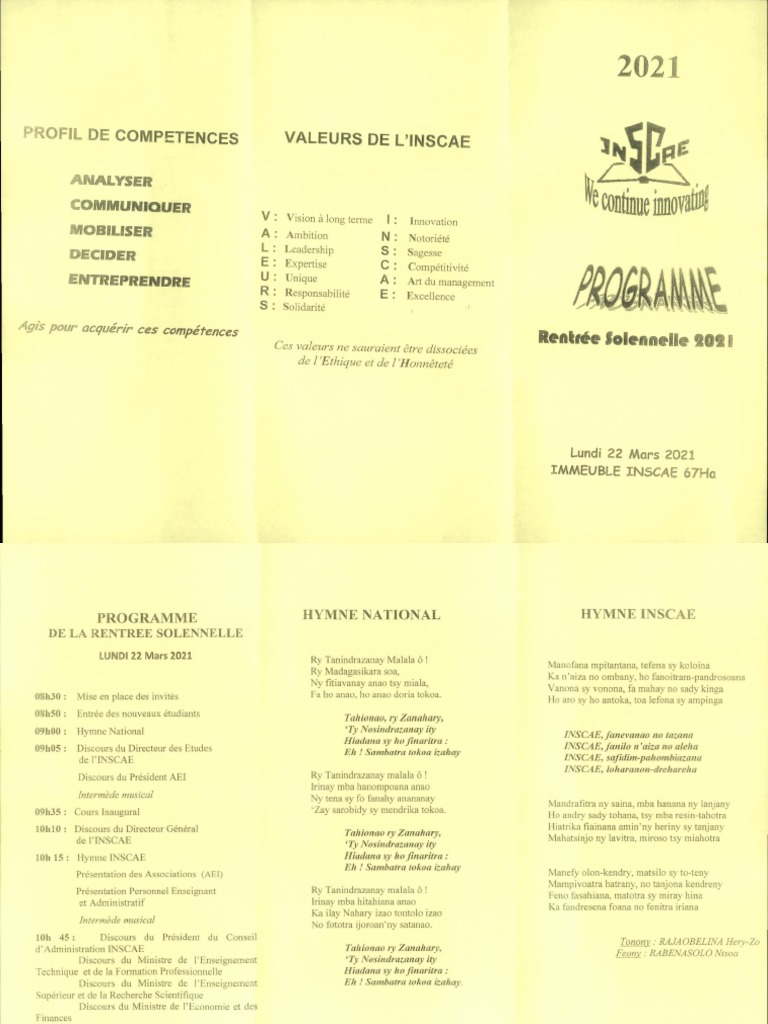 PROFIL DE COMPETENCES
ANALYSER
COMMUNIQUER
MOBILISER
DECIDER
ENTREPRENDRE
Agis pour acquérir ces compétences
VALEURS DE L'INSCAE
V : Vision à long terme
A : Ambition
L : Leadership
E : Expertise
U : Unique
R : Responsabilité
S : Solidarité
I : Innovation
N : Notoriété
S : Sagesse
C : Compétitivité
A : Art du management
E : Excellence
Ces valeurs ne sauraient être dissociées
de l'Ethique et de l'Honnêteté
2021
INSCAE
We continue innovating
PROGRAMME
Rentrée Solennelle 2021
Lundi 22 Mars 2021
IMMEUBLE INSCAE 67Ha
PROGRAMME
DE LA RENTREE SOLENNELLE
LUNDI 22 Mars 2021
08h30 : Mise en place des invités
08h50 : Entrée des nouveaux étudiants
09h00 : Hymne National
09h05 : Discours du Directeur des Etudes
de l'INSCAE
Discours du Président AEI
Intermède musical
09h35 : Cours Inaugural
10h10 : Discours du Directeur Général
de l'INSCAE
10h 15 : Hymne INSCAE
Présentation des Associations (AEI)
Présentation Personnel Enseignant
et Administratif
Intermède musical
10h 45 : Discours du Président du Conseil
d'Administration INSCAE
Discours du Ministre de l'Enseignement
Technique et de la Formation Professionnelle
Discours du Ministre de l'Enseignement
Supérieur et de la Recherche Scientifique
Discours du Ministre de l'Economie et des
Finances
HYMNE NATIONAL
Ry Tanindrazanay Malala ô !
Ry Madagasikara soa,
Ny fitiavanay anao tsy miala,
Fa ho anao, ho anao doria tokoa.
Tahionao, ry Zanahary,
'Ty Nosindrazanay ity
Hiadana sy ho finaritra :
Eh ! Sambatra tokoa izahay
Ry Tanindrazanay malala ô !
Irinay mba hanompoana anao
Ny tena sy fo fanahy ananay
'Zay sarobidy sy mendrika tokoa.
Tahionao ry Zanahary,
'Ty Nosindrazanay ity
Hiadana sy ho finaritra :
Eh ! Sambatra tokoa izahay
Ry Tanindrazanay malala ô !
Irinay mba hitahiana anao
Ka ilay Nahary izao tontolo izao
No fototra ijoroan'ny satanao.
Tahionao, ry Zanahary,
'Ty Nosindrazanay ity
Hiadana sy ho finaritra :
Eh ! Sambatra tokoa izahay.
HYMNE INSCAE
Manofana mpitantana, tefena sy koloina
Ka n'aiza no ombany, ho fanoitram-pandrosoana
Vanona sy vonona, fa mahay no sady kinga
Ho aro sy ho antoka, toa lefona sy ampinga
INSCAE, fanevanao no tazana
INSCAE, fanilo n'aiza no aleha
INSCAE, safidim-pahombiazana
INSCAE, loharanon-drehareha
Mandrafitra ny saina, mba hanana ny lanjany
Ho andry sady tohana, tsy mba resin-tahotra
Hiatrika fiainana amin'ny heriny sy tanjany
Mahatsinjo ny lavitra, miroso tsy miahotra
Manefy olon-kendry, matsilo sy to-teny
Mampivoatra hatrany, no tanjona kendreny
Feno fasahiana, matotra sy miray hina
Ka fandresena foana no fenitra iriana
Tonony : RAJAOBELINA Hery-Zo
Feony : RABENASOLO Ntsoa